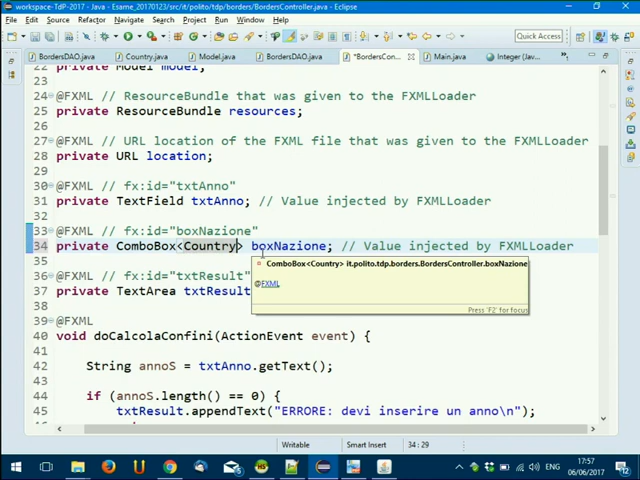 workspace-TdP-2017 - Java - Esame_20170123/src/it/polito/tdp/borders/BordersController.java - Eclipse
File Edit Source Refactor Navigate Search Project Run Window Help
Quick Access
BordersDAO.java Country.java Model.java BordersDAO.java *BordersCon... Main.java Integer (Java...
22 private Model model;
23
24 @FXML // ResourceBundle that was given to the FXMLLoader
25 private ResourceBundle resources;
26
27 @FXML // URL location of the FXML file that was given to the FXMLLoader
28 private URL location;
29
30 @FXML // fx:id="txtAnno"
31 private TextField txtAnno; // Value injected by FXMLLoader
32
33 @FXML // fx:id="boxNazione"
34 private ComboBox<Country> boxNazione; // Value injected by FXMLLoader
35
ComboBox<Country> it.polito.tdp.borders.BordersController.boxNazione
36 @FXML // fx:id="txtResult"
@FXML
37 private TextArea txtResult
38
Press 'F2' for focus
39 @FXML
40 void doCalcolaConfini(ActionEvent event) {
41
42 String annoS = txtAnno.getText();
43
44 if (annoS.length() == 0) {
45 txtResult.appendText("ERRORE: devi inserire un anno\n");
Writable Smart Insert 34 : 29
17:57
06/06/2017